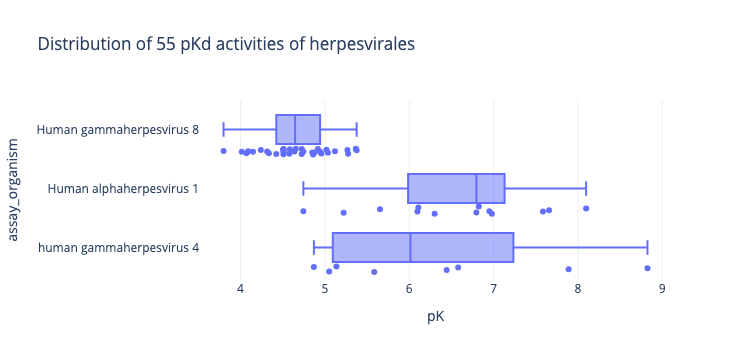 Distribution of 55 pKd activities of herpesvirales
assay_organism
Human gammaherpesvirus 8
Human alphaherpesvirus 1
human gammaherpesvirus 4
4 5 6 7 8 9
pK